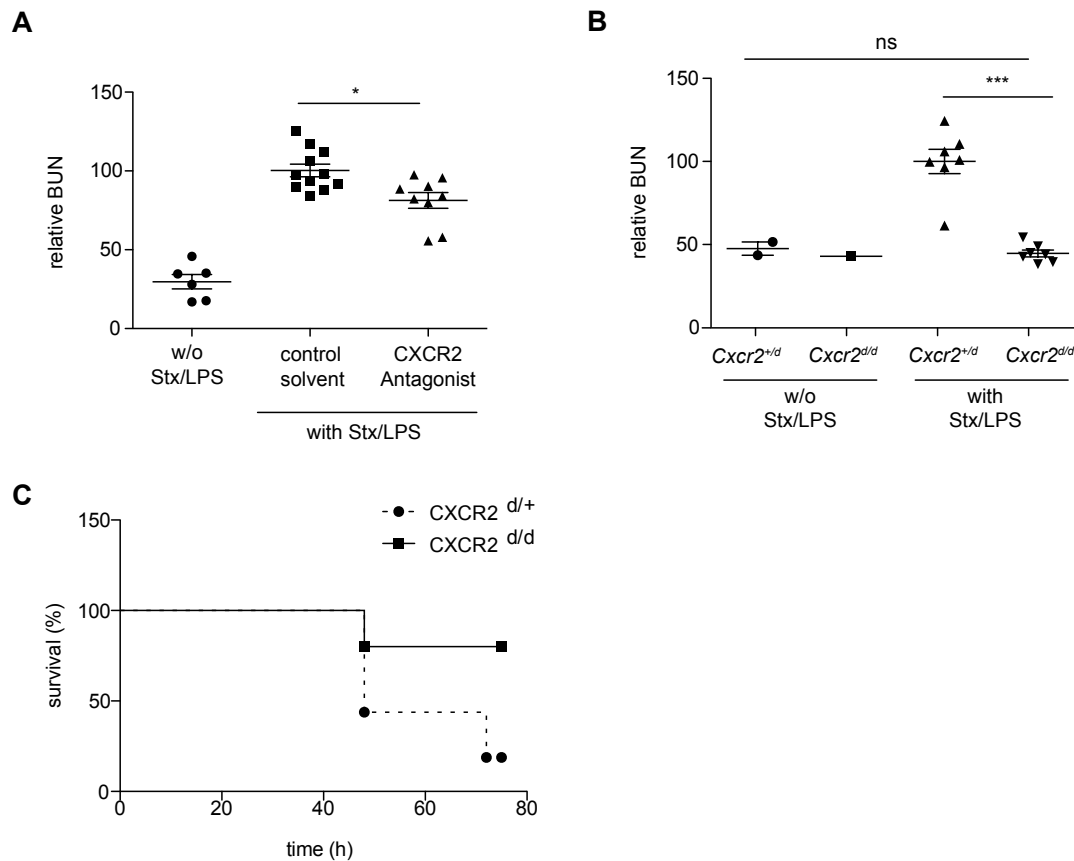 A
*
150
100
50
0
relative BUN
w/o
Stx/LPS
control
solvent
CXCR2
Antagonist
with Stx/LPS
B
ns
***
150
100
50
0
relative BUN
Cxcr2+/d
Cxcr2d/d
Cxcr2+/d
Cxcr2d/d
w/o
Stx/LPS
with
Stx/LPS
C
CXCR2 d/+
CXCR2 d/d
150
100
50
0
survival (%)
0 20 40 60 80
time (h)